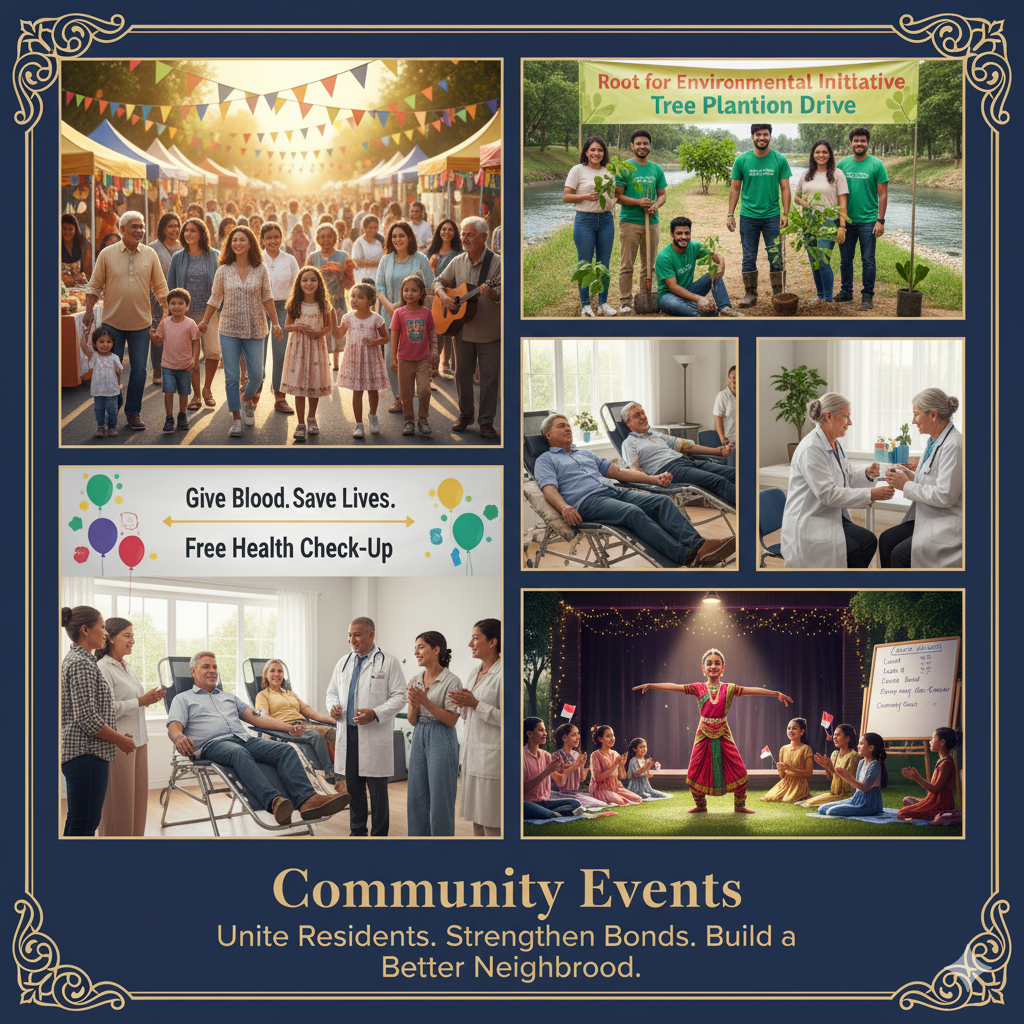 Root for Environmental Initiative
Tree Plantion Drive
Give Blood. Save Lives.
Free Health Check-Up
Community Events
Unite Residents. Strengthen Bonds. Build a
Better Neighbrood.